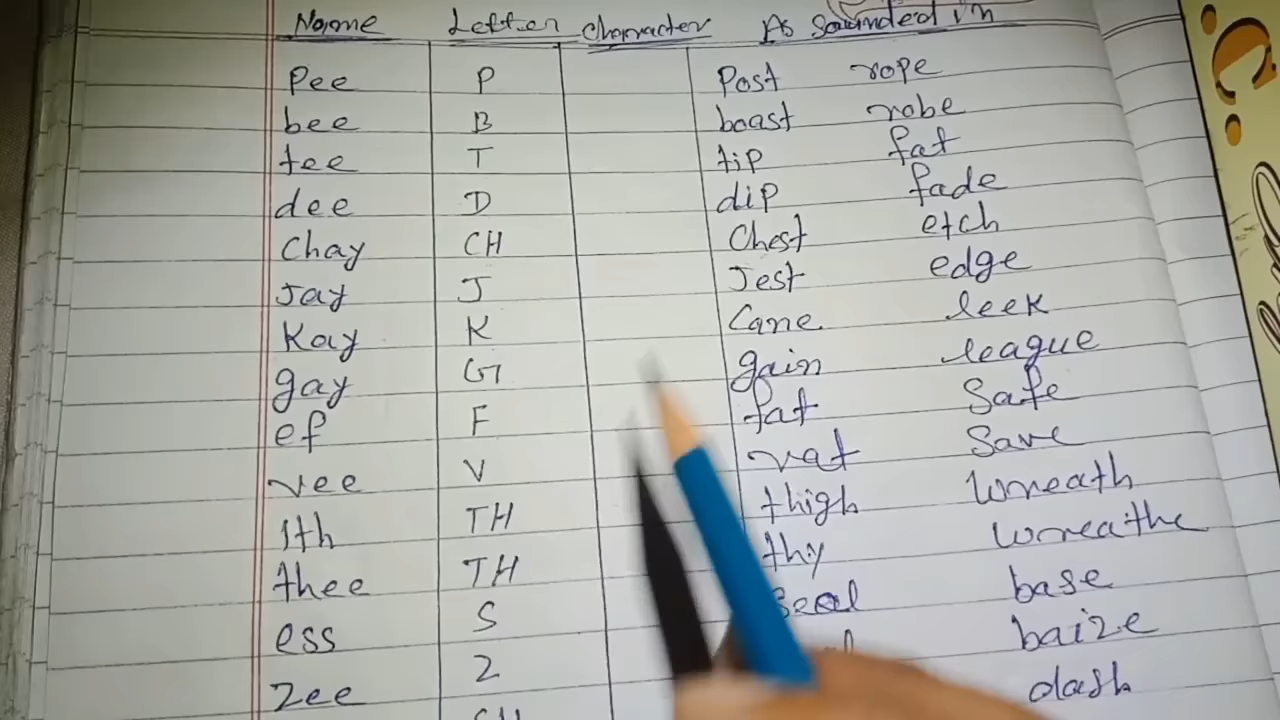 Name Letter Character As Sounded in
Pee P Post rope
bee B boast robe
tee T tip fat
dee D dip fade
Chay CH Chest etch
Jay J Jest edge
Kay K Cane leek
gay G gain league
ef F fat Safe
vee V vat Save
Ith TH thigh Wreath
thee TH thy wreathe
ess S Seal base
Zee Z baize
SH dash
C.